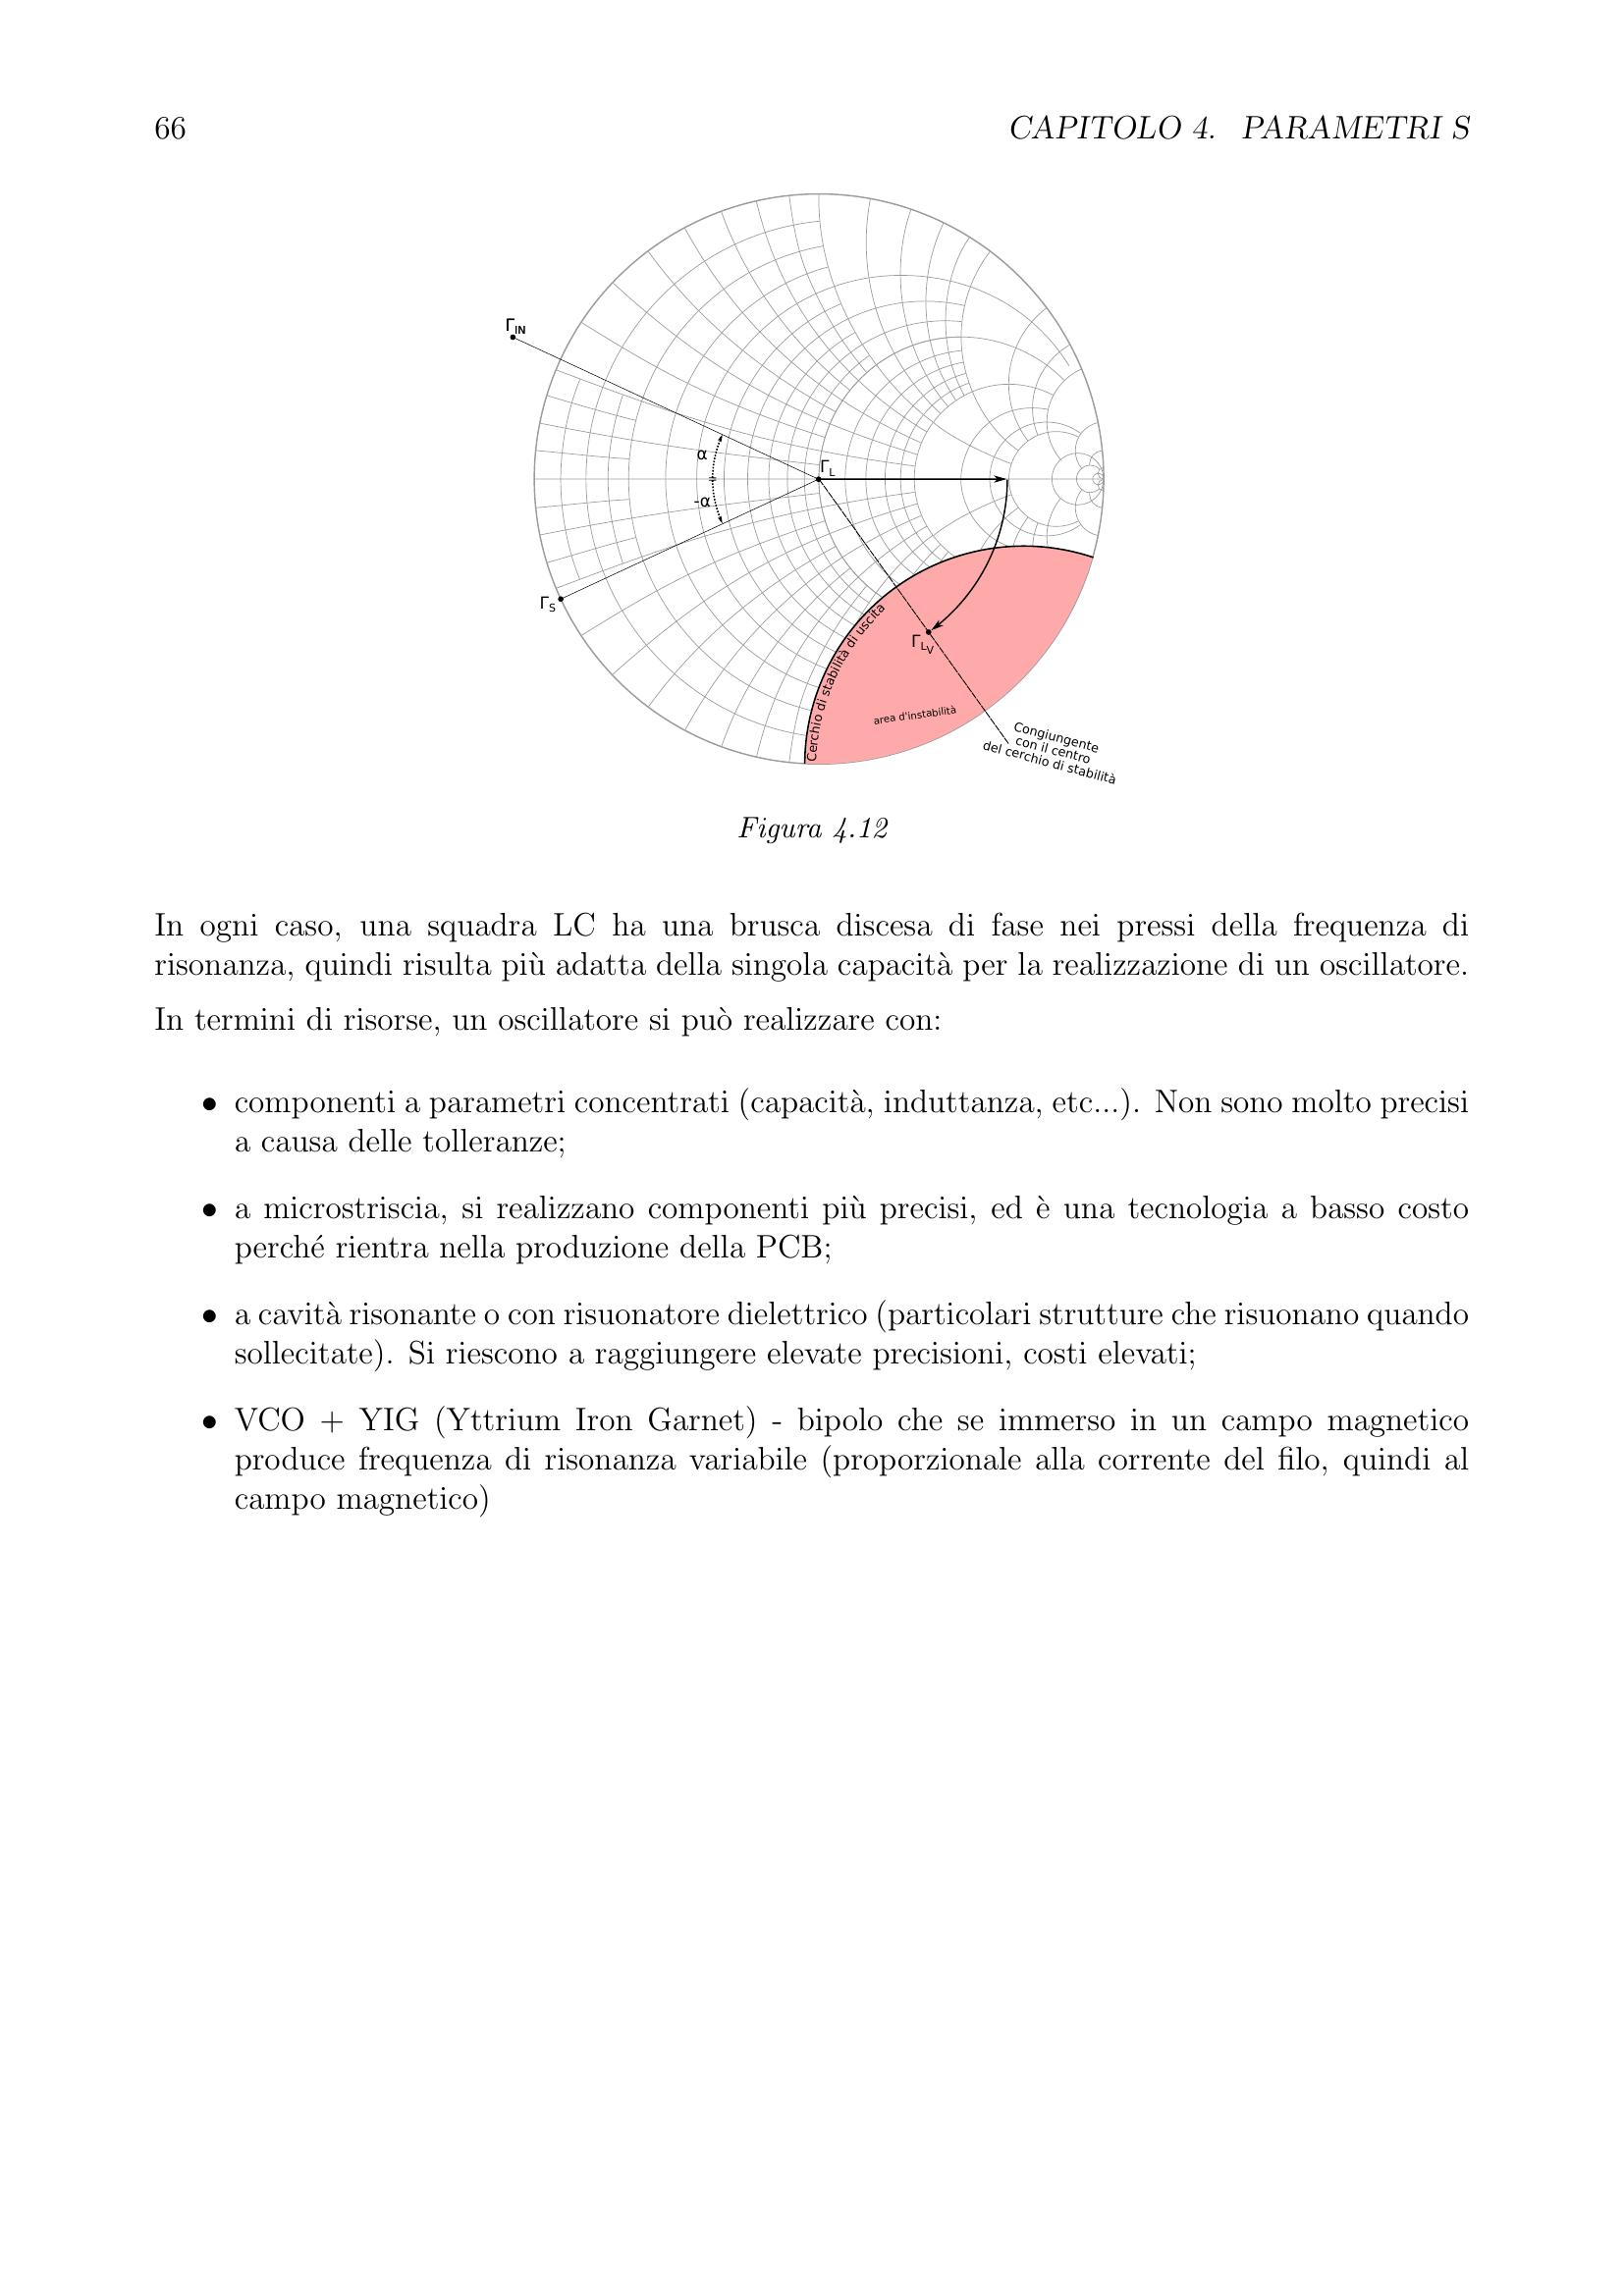 66
CAPITOLO 4. PARAMETRI S
Γ_IN
α
Γ_L
-α
Γ_S
Γ_L_V
Cerchio di stabilità di uscita
area d'instabilità
Congiungente
con il centro
del cerchio di stabilità
Figura 4.12
In ogni caso, una squadra LC ha una brusca discesa di fase nei pressi della frequenza di
risonanza, quindi risulta più adatta della singola capacità per la realizzazione di un oscillatore.
In termini di risorse, un oscillatore si può realizzare con:
• componenti a parametri concentrati (capacità, induttanza, etc...). Non sono molto precisi
a causa delle tolleranze;
• a microstriscia, si realizzano componenti più precisi, ed è una tecnologia a basso costo
perché rientra nella produzione della PCB;
• a cavità risonante o con risuonatore dielettrico (particolari strutture che risuonano quando
sollecitate). Si riescono a raggiungere elevate precisioni, costi elevati;
• VCO + YIG (Yttrium Iron Garnet) - bipolo che se immerso in un campo magnetico
produce frequenza di risonanza variabile (proporzionale alla corrente del filo, quindi al
campo magnetico)